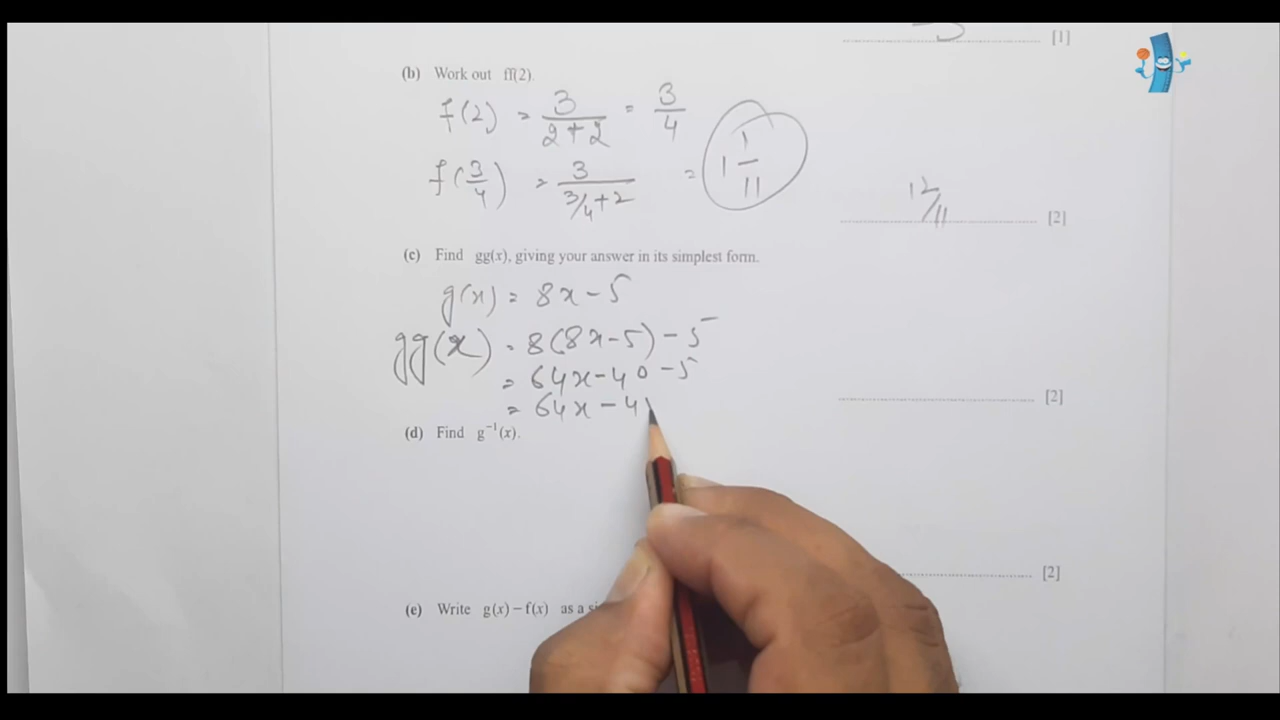 [1]
(b) Work out ff(2).
f(2) = 3/(2+2) = 3/4
f(3/4) = 3/(3/4+2) = 1 1/11
12/11 [2]
(c) Find gg(x), giving your answer in its simplest form.
g(x) = 8x-5
gg(x) = 8(8x-5)-5
= 64x-40-5
= 64x-4
[2]
(d) Find g⁻¹(x).
[2]
(e) Write g(x)-f(x) as a